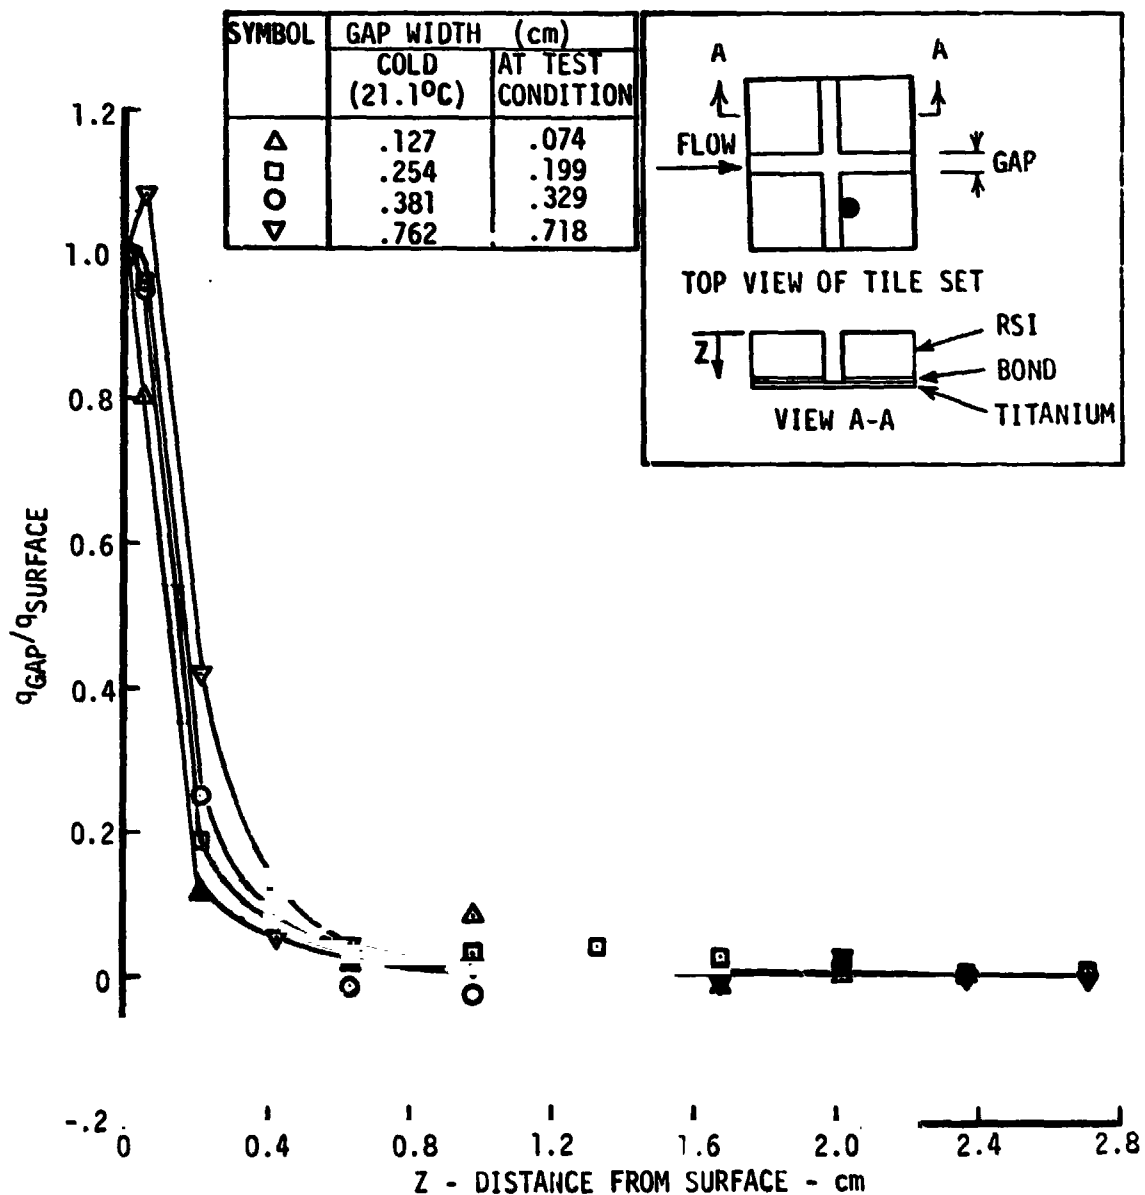 SYMBOL GAP WIDTH (cm)
COLD AT TEST
(21.1ºC) CONDITION
.127 .074
.254 .199
.381 .329
.762 .718
A A
FLOW
GAP
TOP VIEW OF TILE SET
Z
RSI
BOND
TITANIUM
VIEW A-A
1.2
1.0
0.8
0.6
0.4
0.2
0
-.2
qGAP/qSURFACE
0 0.4 0.8 1.2 1.6 2.0 2.4 2.8
Z - DISTANCE FROM SURFACE - cm